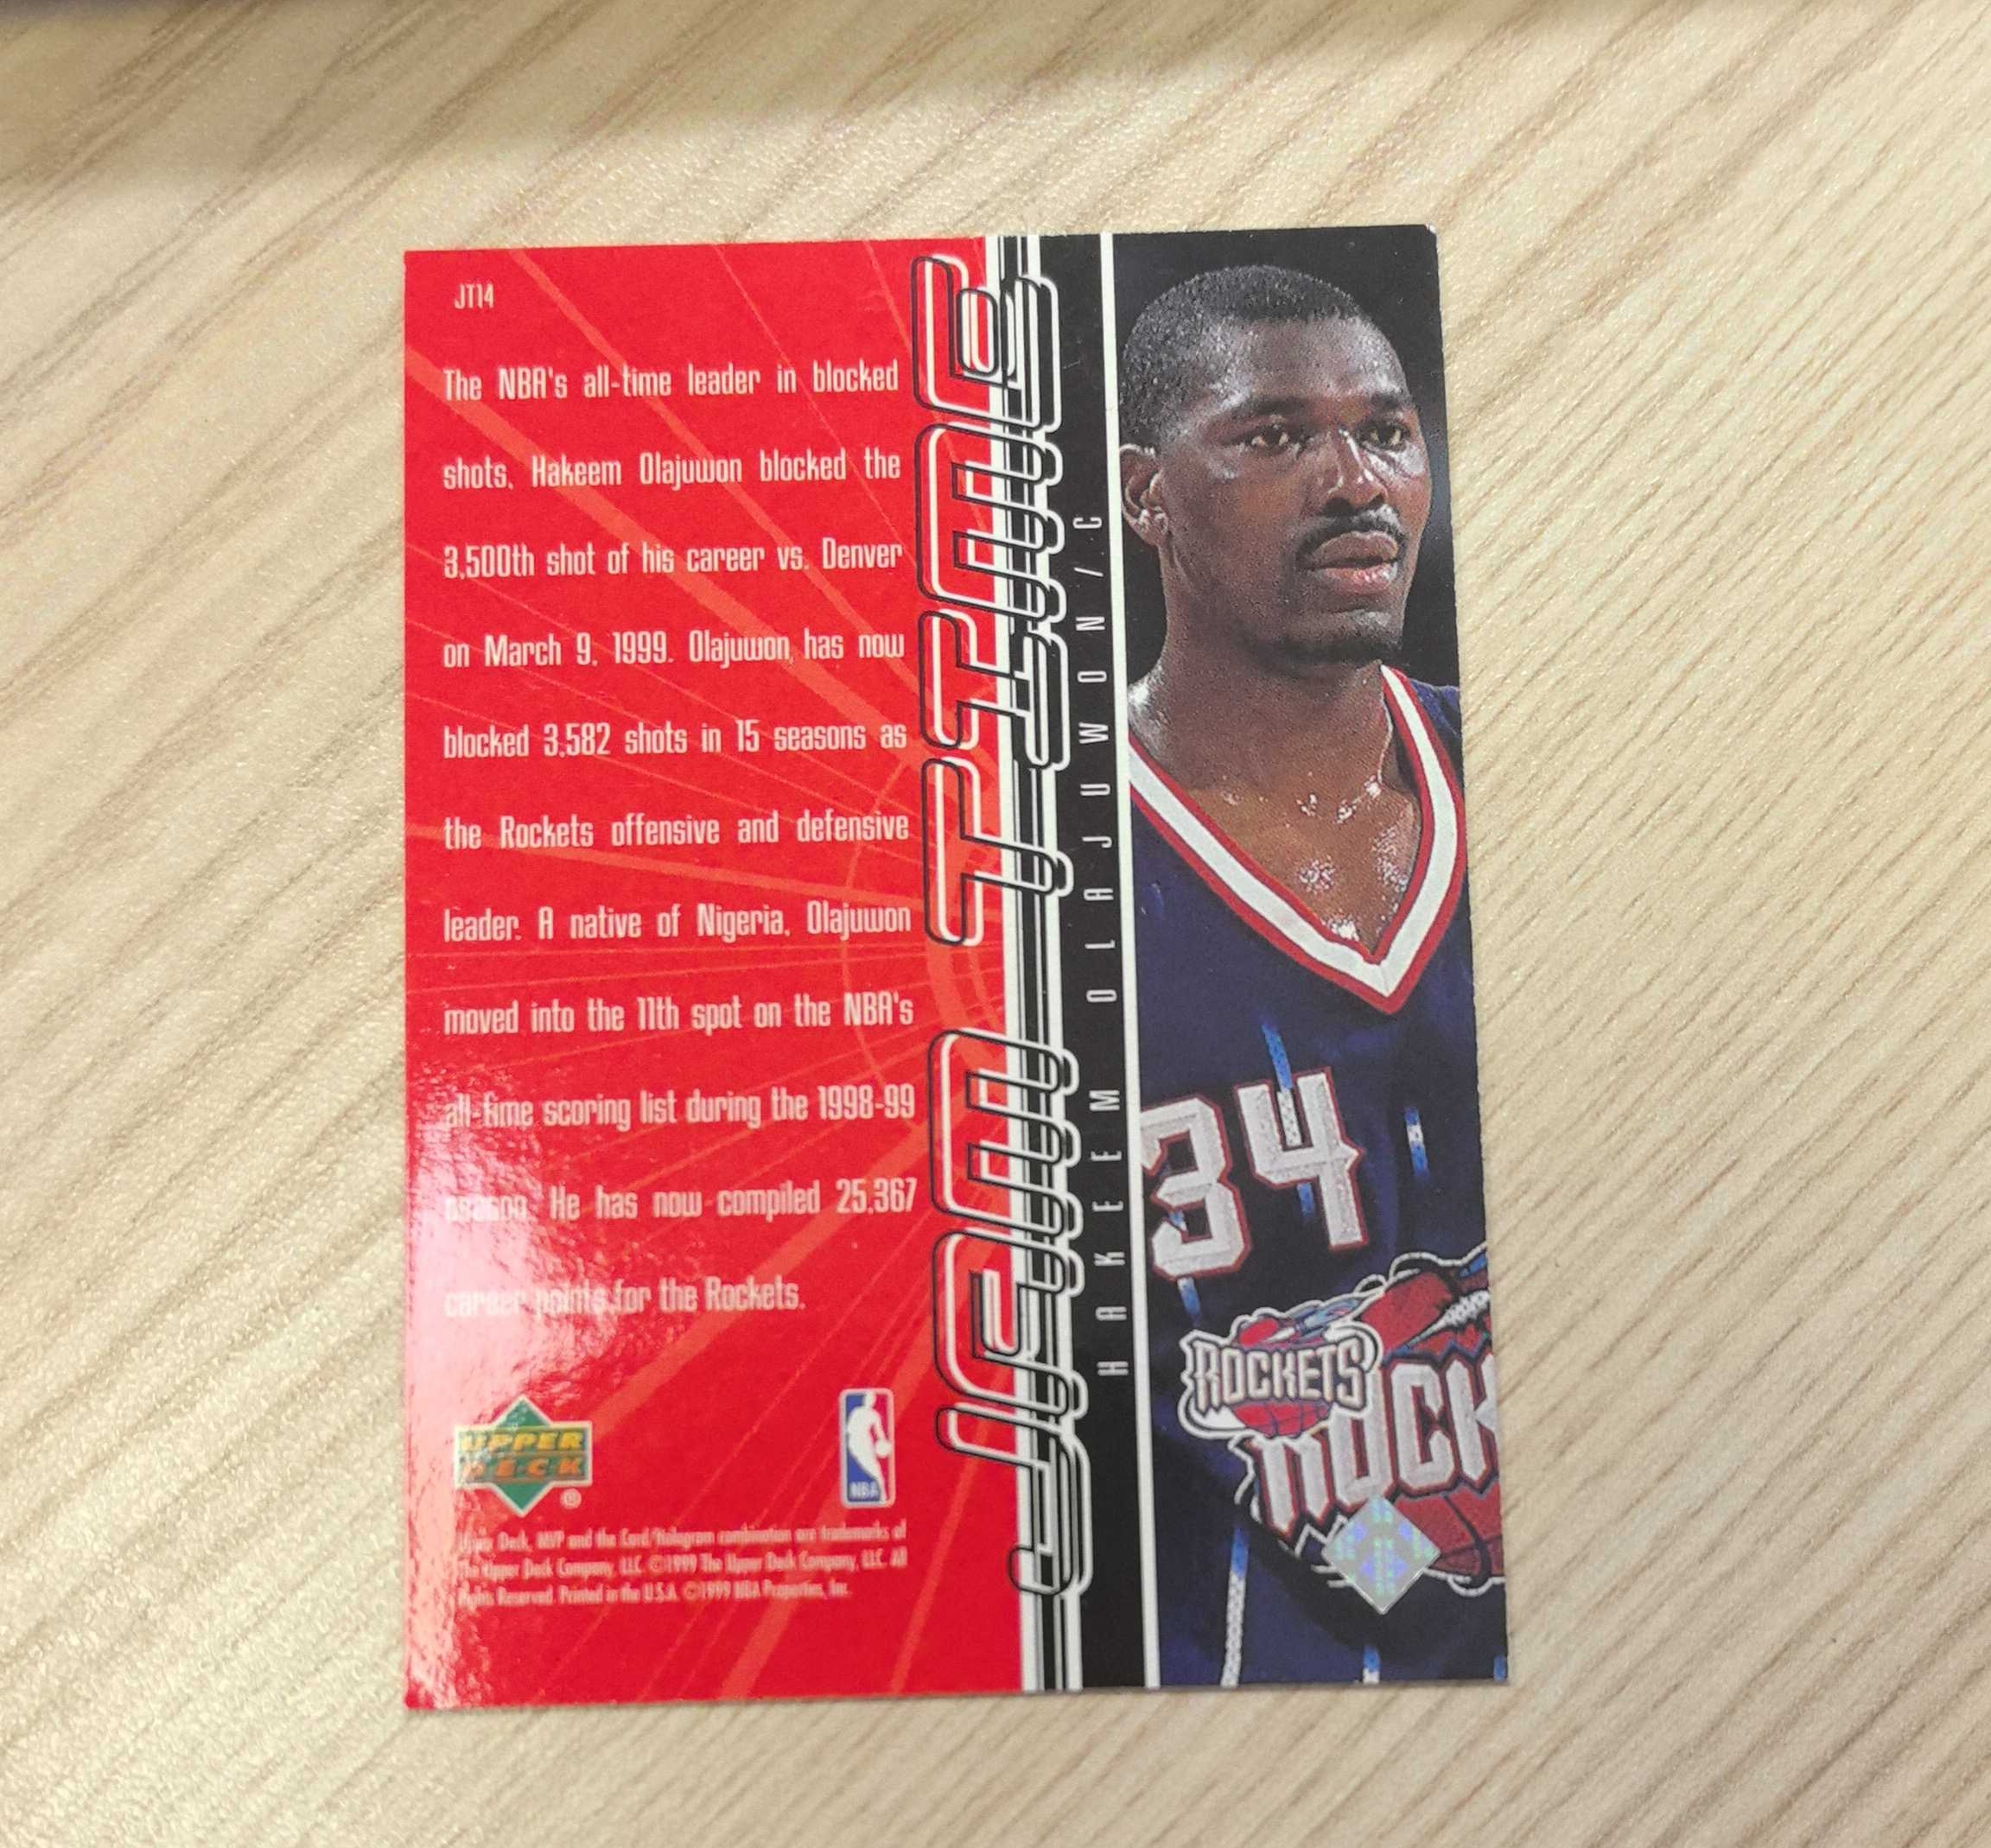 JT14
The NBA's all-time leader in blocked
shots, Hakeem Olajuwon blocked the
3,500th shot of his career vs. Denver
on March 9, 1999. Olajuwon has now
blocked 3,582 shots in 15 seasons as
the Rockets offensive and defensive
leader. A native of Nigeria, Olajuwon
moved into the 11th spot on the NBA's
all-time scoring list during the 1998-99
season. He has now compiled 25,367
career points for the Rockets.
UPPER
DECK
NBA
Upper Deck, MVP and the Card/Hologram combination are trademarks of
The Upper Deck Company, LLC. ©1999 The Upper Deck Company, LLC. All
Rights Reserved. Printed in the U.S.A. ©1999 NBA Properties, Inc.
JAM TIME
HAKEEM OLAJUWON / C
34
ROCKETS
ROCK